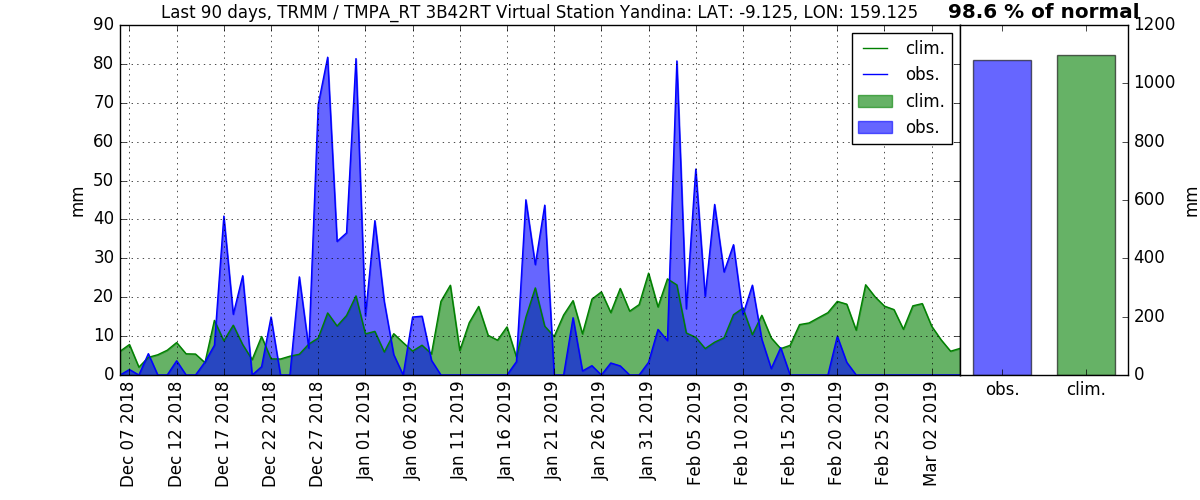 Last 90 days, TRMM / TMPA_RT 3B42RT Virtual Station Yandina: LAT: -9.125, LON: 159.125
98.6 % of normal
90
80
70
60
50
40
30
20
10
0
mm
clim.
obs.
clim.
obs.
1200
1000
800
600
400
200
0
mm
obs.
clim.
Dec 07 2018
Dec 12 2018
Dec 17 2018
Dec 22 2018
Dec 27 2018
Jan 01 2019
Jan 06 2019
Jan 11 2019
Jan 16 2019
Jan 21 2019
Jan 26 2019
Jan 31 2019
Feb 05 2019
Feb 10 2019
Feb 15 2019
Feb 20 2019
Feb 25 2019
Mar 02 2019